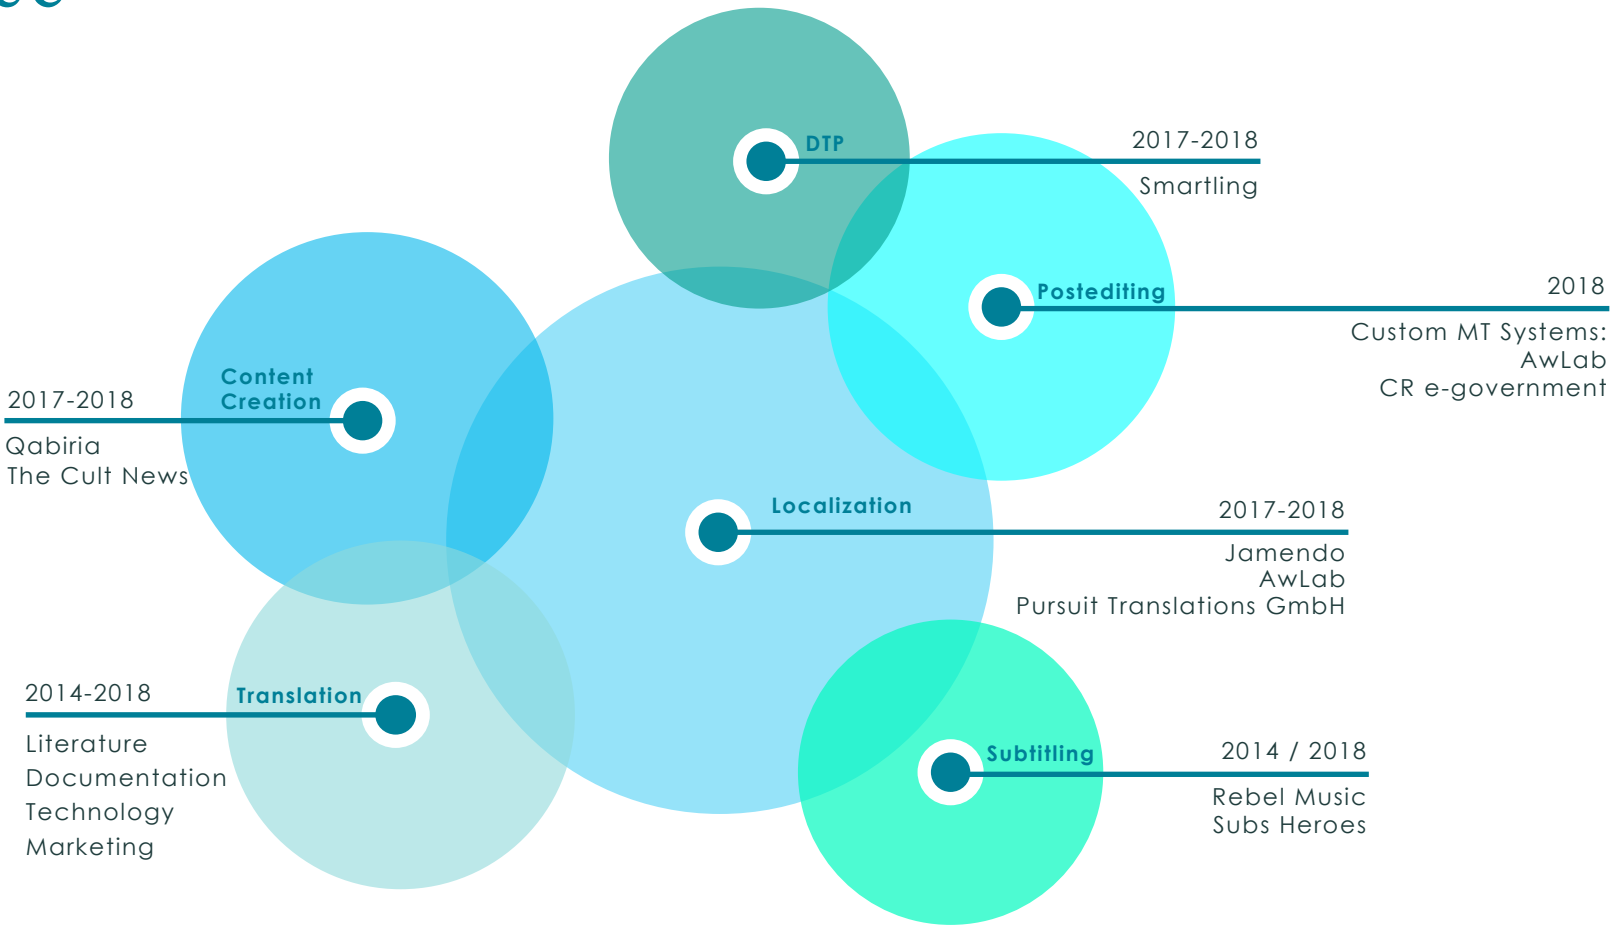 DTP
2017-2018
Smartling
Postediting
2018
Custom MT Systems:
AwLab
CR e-government
Content
Creation
2017-2018
Qabiria
The Cult News
Localization
2017-2018
Jamendo
AwLab
Pursuit Translations GmbH
2014-2018
Translation
Literature
Documentation
Technology
Marketing
Subtitling
2014 / 2018
Rebel Music
Subs Heroes